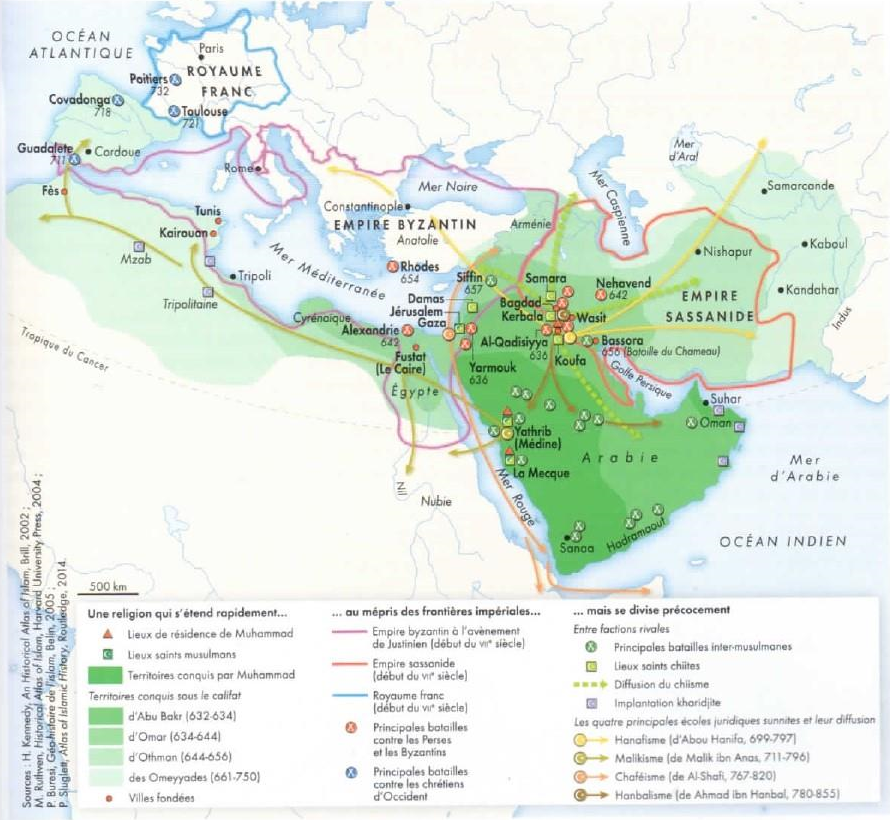 OCÉAN
ATLANTIQUE
Paris
Poitiers
732
ROYAUME
FRANC
Covadonga
718
Toulouse
721
Guadalete
711
Cordoue
Fès
Rome
Tunis
Kairouan
Mzab
Tripoli
Tripolitaine
Mer Méditerranée
Cyrénaïque
Tropique du Cancer
Mer Noire
Constantinople
EMPIRE BYZANTIN
Anatolie
Arménie
Mer Caspienne
Mer
d'Aral
Samarcande
Nishapur
Kaboul
Kandahar
Indus
Rhodes
654
Siffin
657
Samara
Nehavend
642
EMPIRE
SASSANIDE
Damas
Jérusalem
Gaza
Bagdad
Kerbala
Wasit
Alexandrie
642
Al-Qadisiyya
636
Bassora
656 (Bataille du Chameau)
Fustat
(Le Caire)
Yarmouk
636
Koufa
Golfe Persique
Égypte
Suhar
Oman
Yathrib
(Médine)
Arabie
La Mecque
Mer
d'Arabie
Nil
Nubie
Mer Rouge
Sanaa
Hadramaout
OCÉAN INDIEN
500 km
Sources : H. Kennedy, An Historical Atlas of Islam, Brill, 2002 ;
M. Ruthven, Historical Atlas of Islam, Harvard University Press, 2004 ;
P. Buresi, Géo-histoire de l'islam, Belin, 2005 ;
P. Sluglett, Atlas of Islamic History, Routledge, 2014.
Une religion qui s'étend rapidement...
Lieux de résidence de Muhammad
Lieux saints musulmans
Territoires conquis par Muhammad
Territoires conquis sous le califat
d'Abu Bakr (632-634)
d'Omar (634-644)
d'Othman (644-656)
des Omeyyades (661-750)
Villes fondées
... au mépris des frontières impériales...
Empire byzantin à l'avènement
de Justinien (début du VIIe siècle)
Empire sassanide
(début du VIIe siècle)
Royaume franc
(début du VIIe siècle)
Principales batailles
contre les Perses
et les Byzantins
Principales batailles
contre les chrétiens
d'Occident
... mais se divise précocement
Entre factions rivales
Principales batailles inter-musulmanes
Lieux saints chiites
Diffusion du chiisme
Implantation kharidjite
Les quatre principales écoles juridiques sunnites et leur diffusion
Hanafisme (d'Abou Hanifa, 699-797)
Malikisme (de Malik ibn Anas, 711-796)
Chaféisme (de Al-Shafi, 767-820)
Hanbalisme (de Ahmad ibn Hanbal, 780-855)